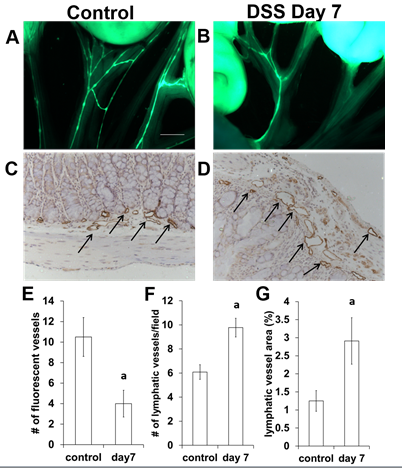 Control DSS Day 7
A B
C D
E F G
# of fluorescent vessels
14
12
10
8
6
4
2
0
a
control day7
# of lymphatic vessels/field
12
10
8
6
4
2
0
a
control day 7
lymphatic vessel area (%)
4
3.5
3
2.5
2
1.5
1
0.5
0
a
control day 7